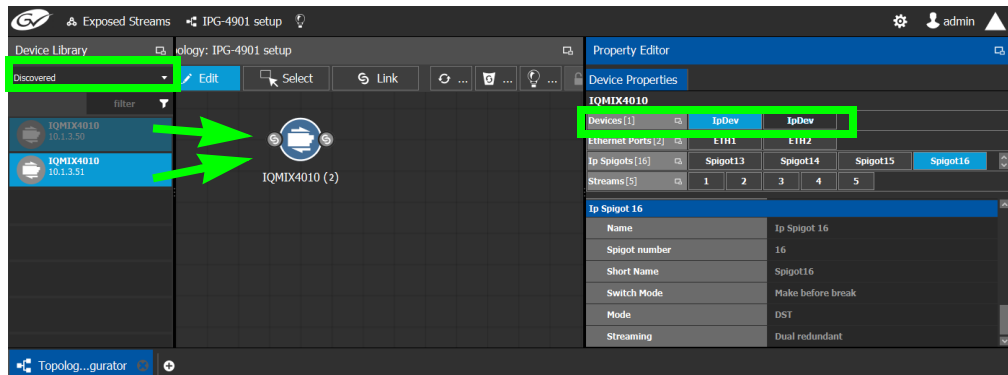 GV Exposed Streams IPG-4901 setup admin
Device Library
Discovered
filter
IQMIX4010
10.1.3.50
IQMIX4010
10.1.3.51
ology: IPG-4901 setup
Edit Select Link ... ... ...
IQMIX4010 (2)
Property Editor
Device Properties
IQMIX4010
Devices [1] IpDev IpDev
Ethernet Ports [2] ETH1 ETH2
Ip Spigots [16] Spigot13 Spigot14 Spigot15 Spigot16
Streams [5] 1 2 3 4 5
Ip Spigot 16
Name Ip Spigot 16
Spigot number 16
Short Name Spigot16
Switch Mode Make before break
Mode DST
Streaming Dual redundant
Topolog...gurator